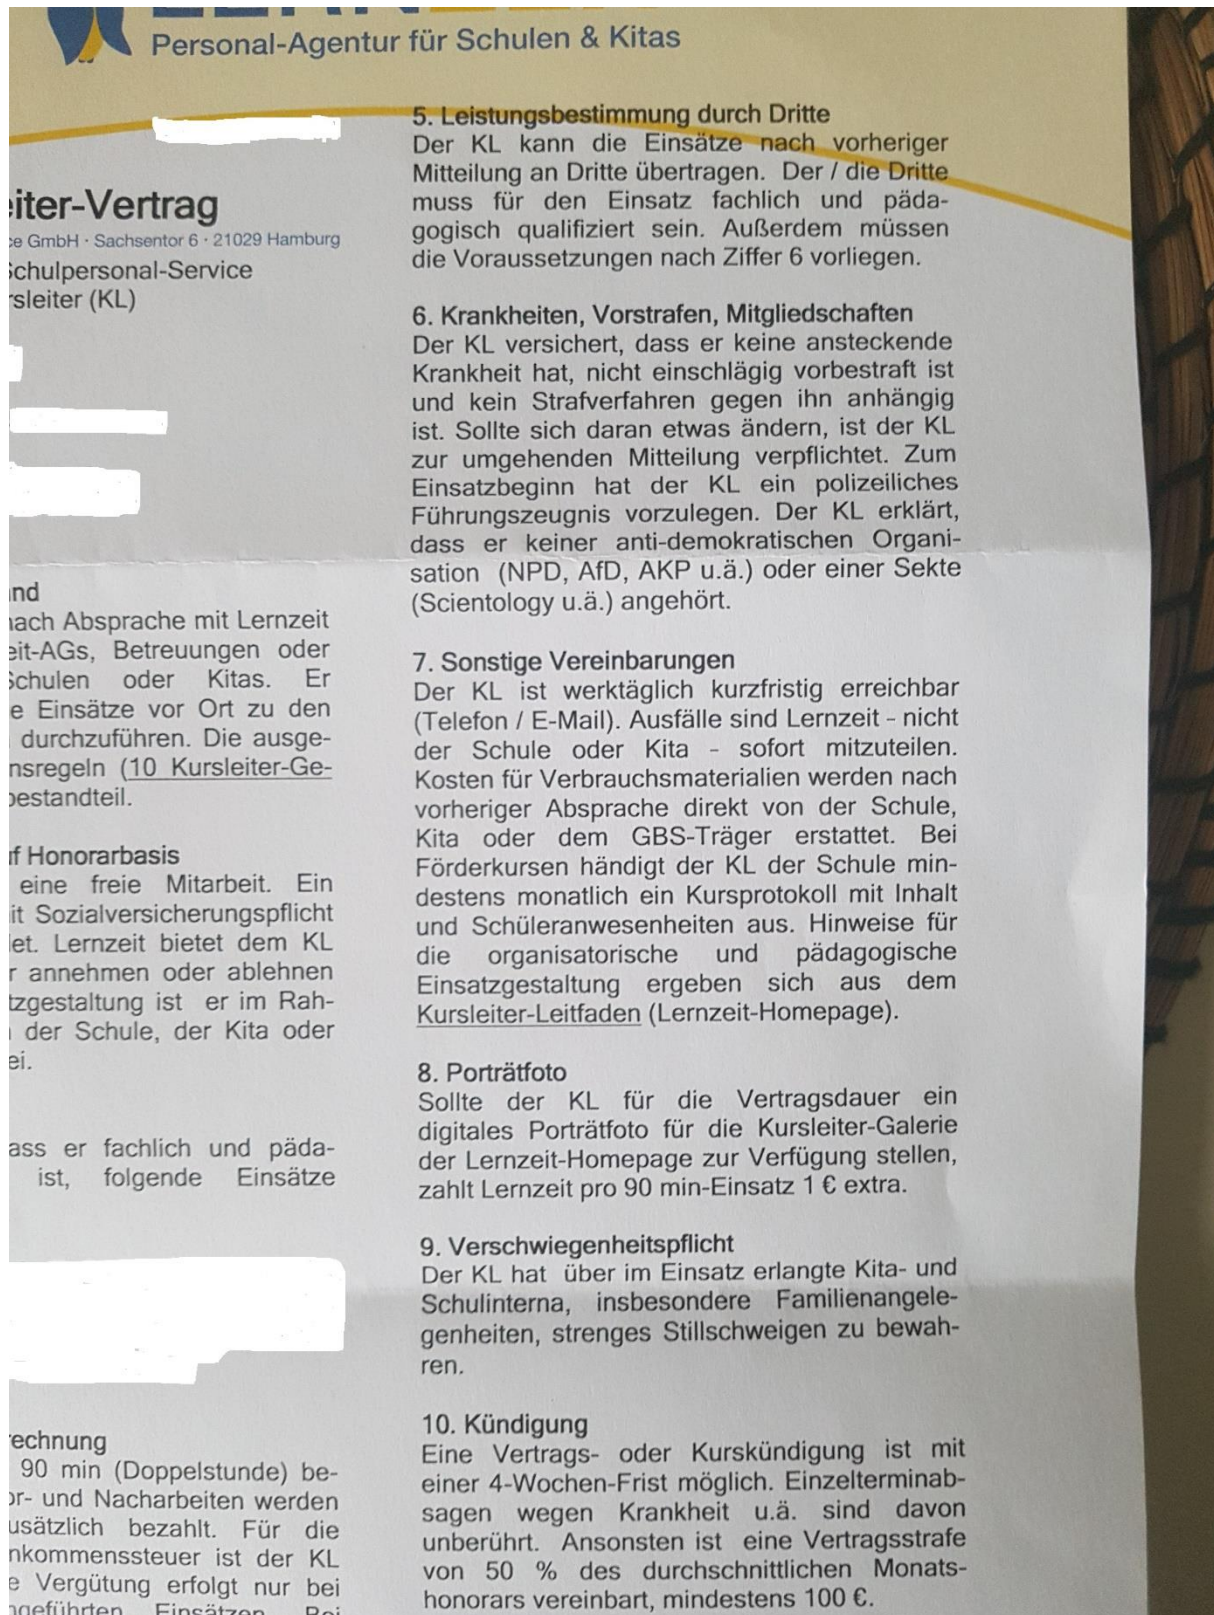 Personal-Agentur für Schulen & Kitas
iter-Vertrag
GmbH · Sachsentor 6 · 21029 Hamburg
chulpersonal-Service
sleiter (KL)
nd
ach Absprache mit Lernzeit
eit-AGs, Betreuungen oder
Schulen oder Kitas. Er
e Einsätze vor Ort zu den
durchzuführen. Die ausge-
nsregeln (10 Kursleiter-Ge-
bestandteil.
f Honorarbasis
eine freie Mitarbeit. Ein
it Sozialversicherungspflicht
et. Lernzeit bietet dem KL
r annehmen oder ablehnen
tzgestaltung ist er im Rah-
der Schule, der Kita oder
ei.
ass er fachlich und päda-
ist, folgende Einsätze
echnung
90 min (Doppelstunde) be-
or- und Nacharbeiten werden
usätzlich bezahlt. Für die
nkommenssteuer ist der KL
e Vergütung erfolgt nur bei
geführten Einsätzen. Bei
5. Leistungsbestimmung durch Dritte
Der KL kann die Einsätze nach vorheriger
Mitteilung an Dritte übertragen. Der / die Dritte
muss für den Einsatz fachlich und päda-
gogisch qualifiziert sein. Außerdem müssen
die Voraussetzungen nach Ziffer 6 vorliegen.
6. Krankheiten, Vorstrafen, Mitgliedschaften
Der KL versichert, dass er keine ansteckende
Krankheit hat, nicht einschlägig vorbestraft ist
und kein Strafverfahren gegen ihn anhängig
ist. Sollte sich daran etwas ändern, ist der KL
zur umgehenden Mitteilung verpflichtet. Zum
Einsatzbeginn hat der KL ein polizeiliches
Führungszeugnis vorzulegen. Der KL erklärt,
dass er keiner anti-demokratischen Organi-
sation (NPD, AfD, AKP u.ä.) oder einer Sekte
(Scientology u.ä.) angehört.
7. Sonstige Vereinbarungen
Der KL ist werktäglich kurzfristig erreichbar
(Telefon / E-Mail). Ausfälle sind Lernzeit - nicht
der Schule oder Kita - sofort mitzuteilen.
Kosten für Verbrauchsmaterialien werden nach
vorheriger Absprache direkt von der Schule,
Kita oder dem GBS-Träger erstattet. Bei
Förderkursen händigt der KL der Schule min-
destens monatlich ein Kursprotokoll mit Inhalt
und Schüleranwesenheiten aus. Hinweise für
die organisatorische und pädagogische
Einsatzgestaltung ergeben sich aus dem
Kursleiter-Leitfaden (Lernzeit-Homepage).
8. Porträtfoto
Sollte der KL für die Vertragsdauer ein
digitales Porträtfoto für die Kursleiter-Galerie
der Lernzeit-Homepage zur Verfügung stellen,
zahlt Lernzeit pro 90 min-Einsatz 1 € extra.
9. Verschwiegenheitspflicht
Der KL hat über im Einsatz erlangte Kita- und
Schulinterna, insbesondere Familienangele-
genheiten, strenges Stillschweigen zu bewah-
ren.
10. Kündigung
Eine Vertrags- oder Kurskündigung ist mit
einer 4-Wochen-Frist möglich. Einzelterminab-
sagen wegen Krankheit u.ä. sind davon
unberührt. Ansonsten ist eine Vertragsstrafe
von 50 % des durchschnittlichen Monats-
honorars vereinbart, mindestens 100 €.